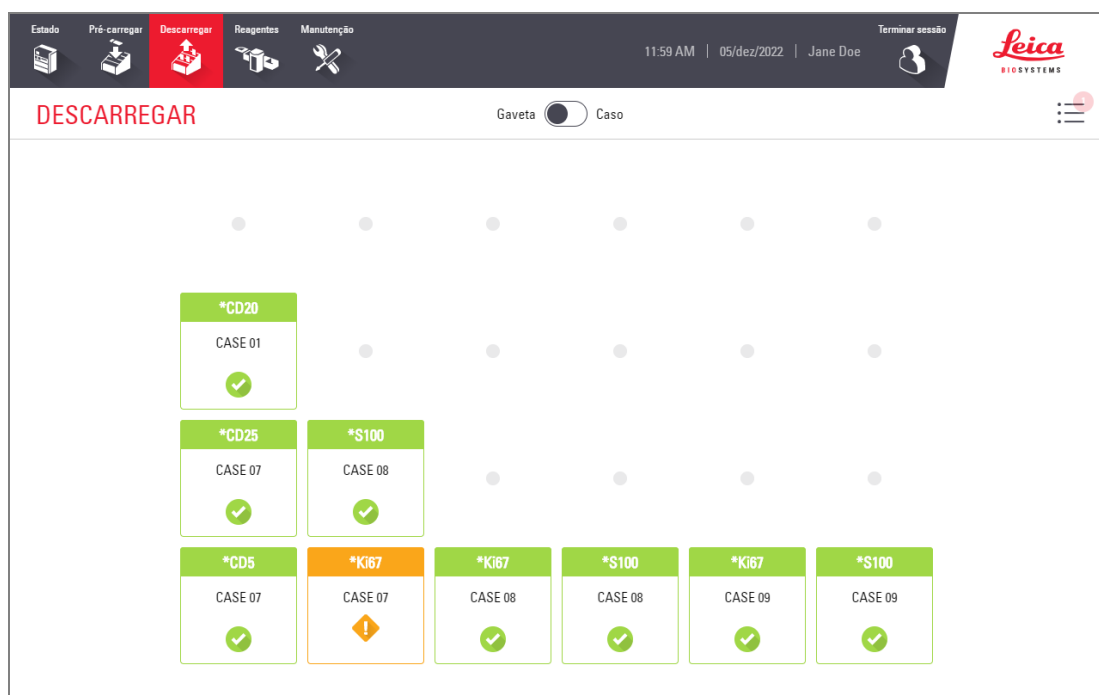 Estado Pré-carregar Descarregar Reagentes Manutenção Terminar sessão
11:59 AM | 05/dez/2022 | Jane Doe
Leica
BIOSYSTEMS
DESCARREGAR Gaveta Caso
*CD20
CASE 01
*CD25 *S100
CASE 07 CASE 08
*CD5 *Ki67 *Ki67 *S100 *Ki67 *S100
CASE 07 CASE 07 CASE 08 CASE 08 CASE 09 CASE 09